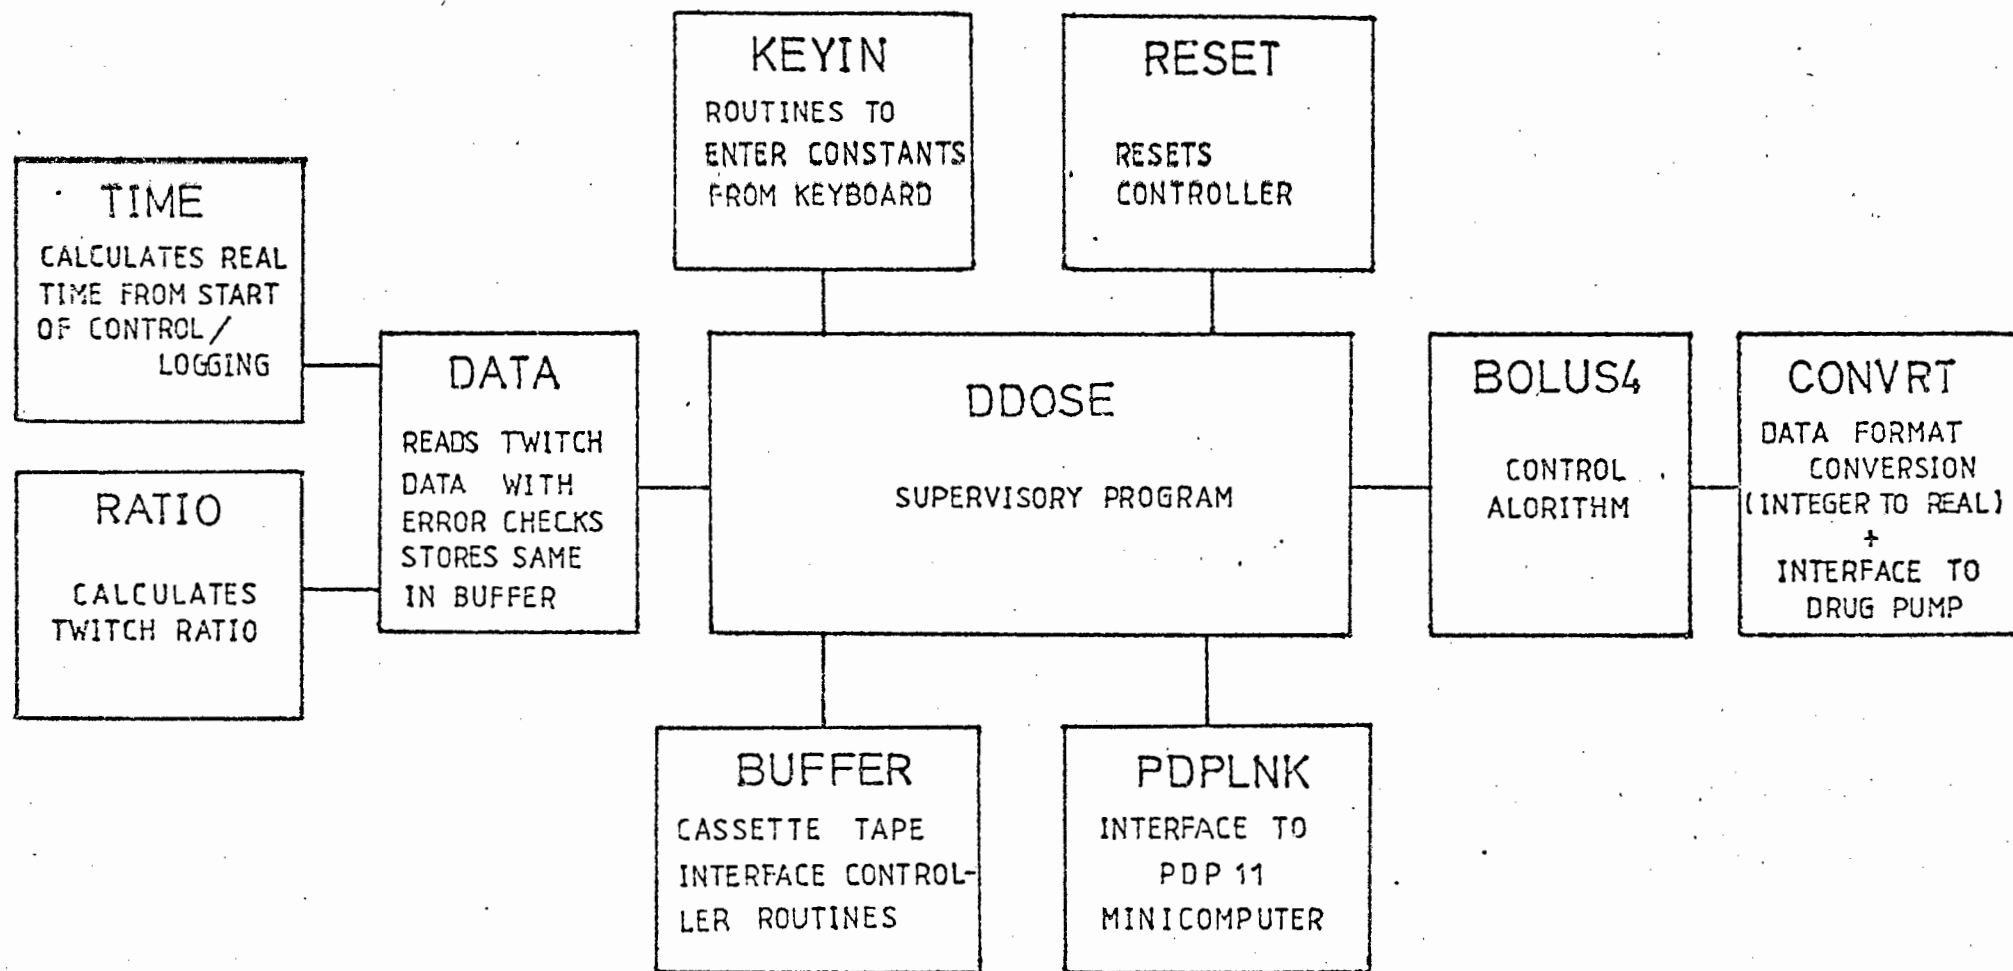 KEYIN
ROUTINES TO
ENTER CONSTANTS
FROM KEYBOARD
RESET
RESETS
CONTROLLER
TIME
CALCULATES REAL
TIME FROM START
OF CONTROL/
LOGGING
RATIO
CALCULATES
TWITCH RATIO
DATA
READS TWITCH
DATA WITH
ERROR CHECKS
STORES SAME
IN BUFFER
DDOSE
SUPERVISORY PROGRAM
BOLUS4
CONTROL
ALORITHM
CONVRT
DATA FORMAT
CONVERSION
(INTEGER TO REAL)
+
INTERFACE TO
DRUG PUMP
BUFFER
CASSETTE TAPE
INTERFACE CONTROL-
LER ROUTINES
PDPLNK
INTERFACE TO
PDP 11
MINICOMPUTER